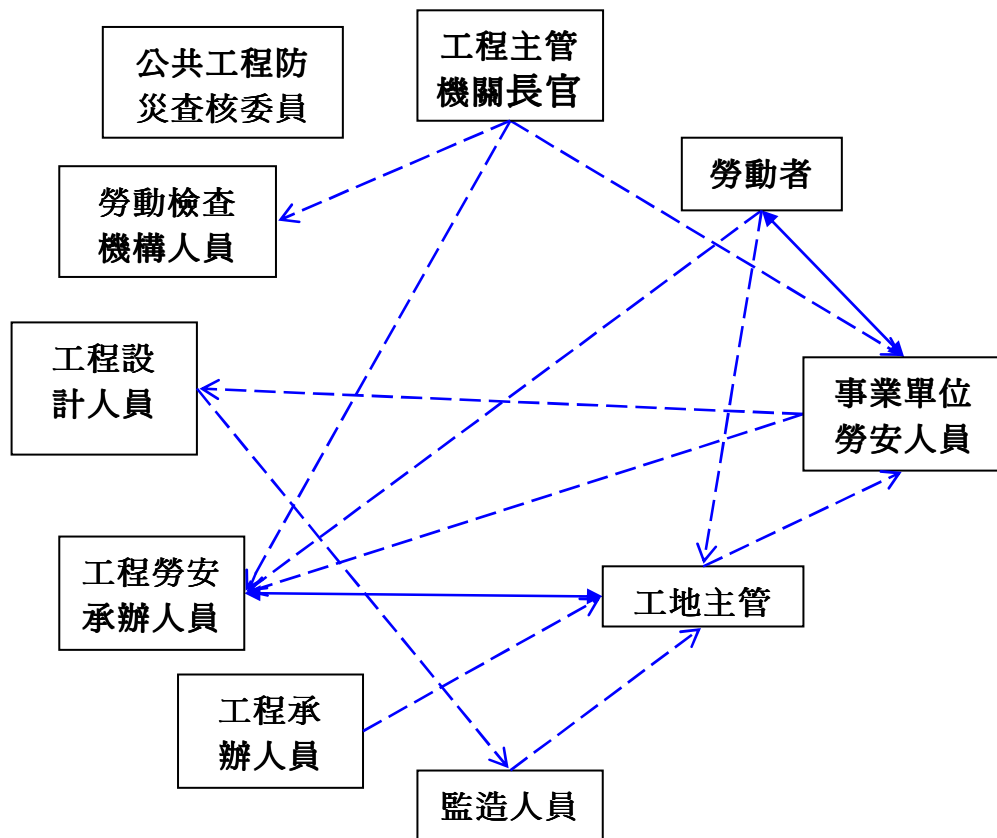 公共工程防
災查核委員
工程主管
機關長官
勞動者
勞動檢查
機構人員
工程設
計人員
事業單位
勞安人員
工程勞安
承辦人員
工地主管
工程承
辦人員
監造人員